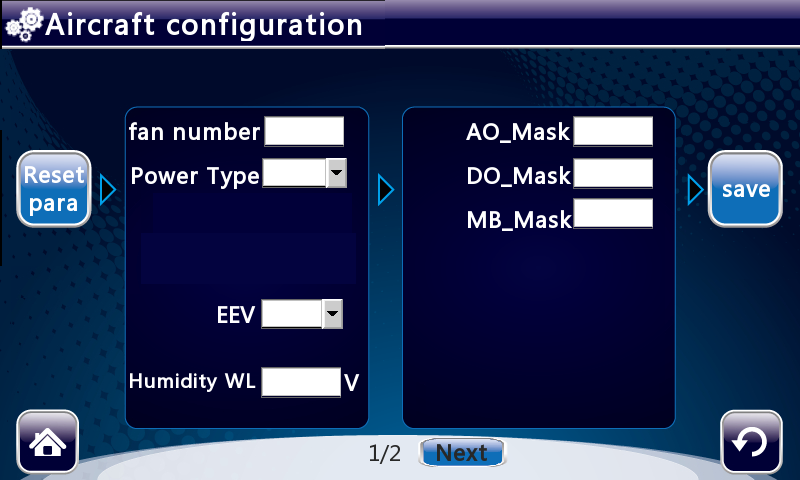 Aircraft configuration
Reset
para
fan number
Power Type
EEV
Humidity WL V
AO_Mask
DO_Mask
MB_Mask
save
1/2 Next